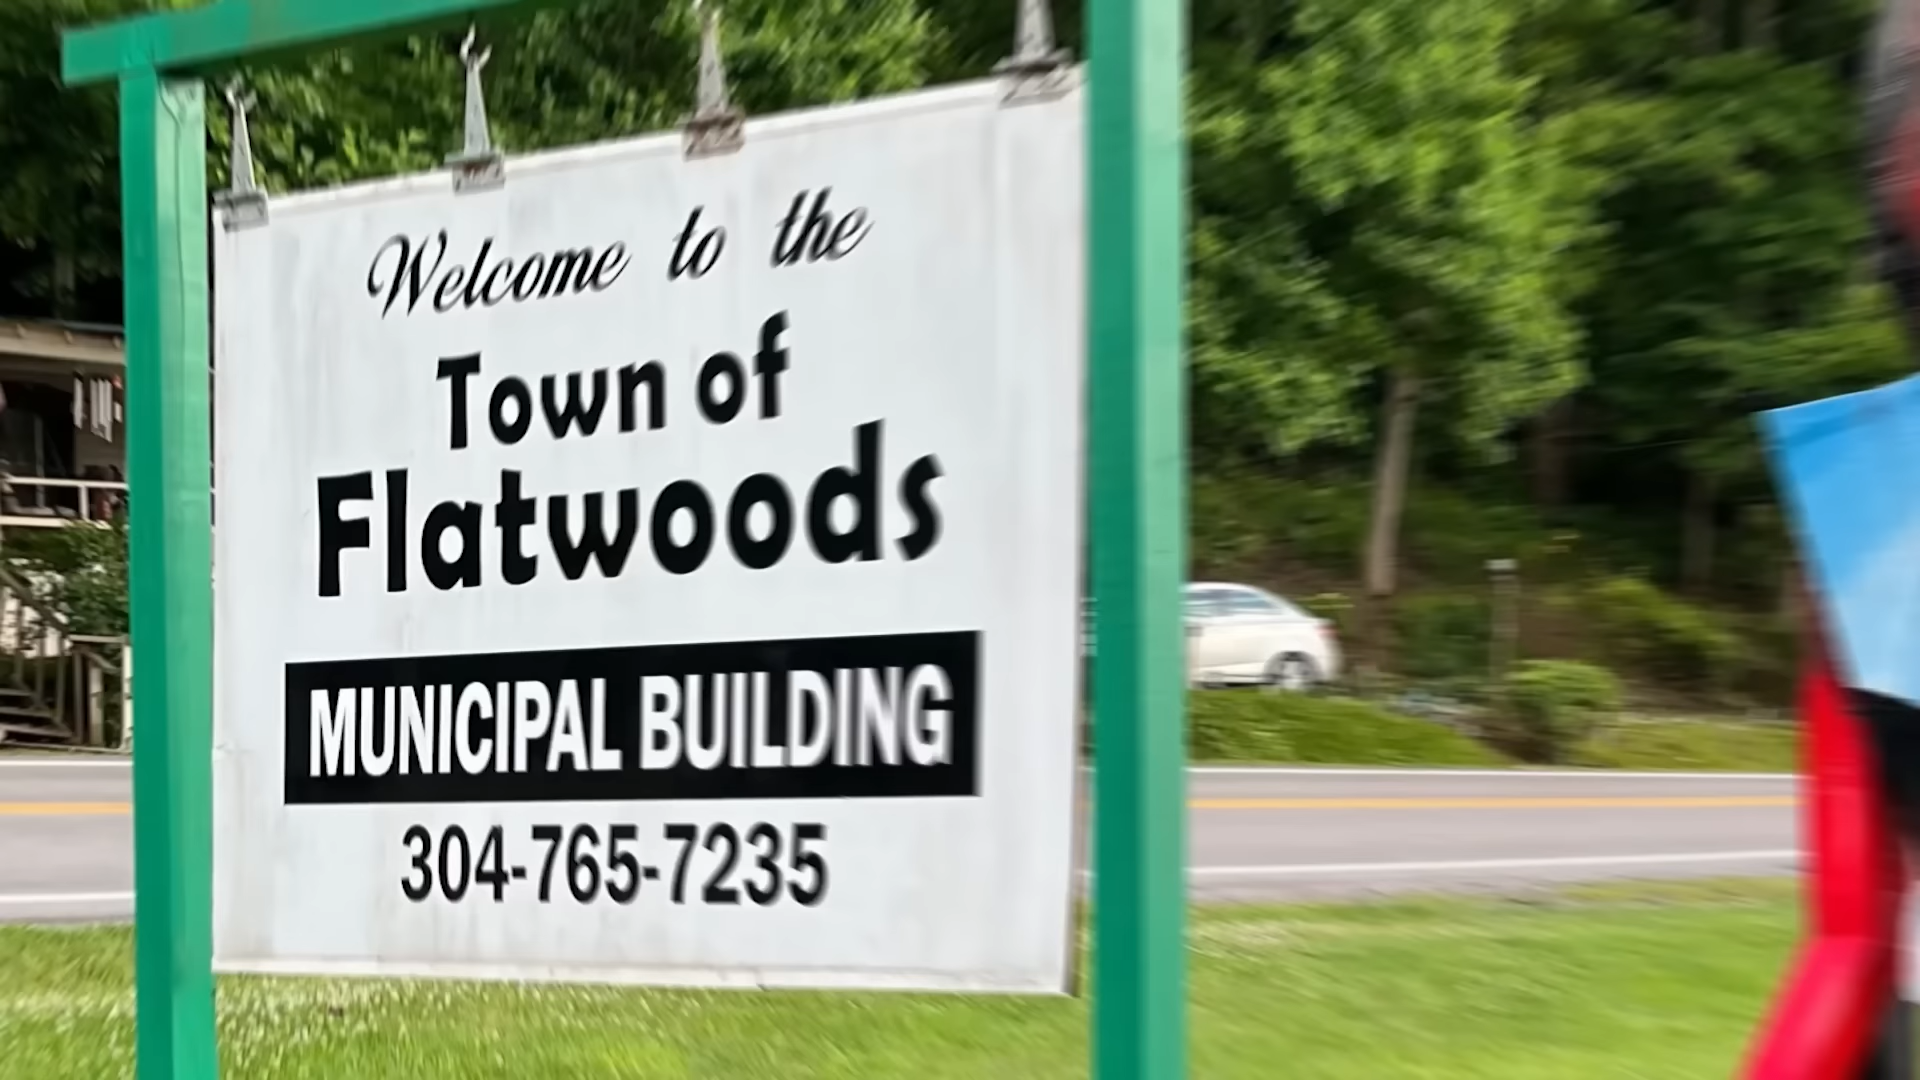 Welcome to the
Town of
Flatwoods
MUNICIPAL BUILDING
304-765-7235